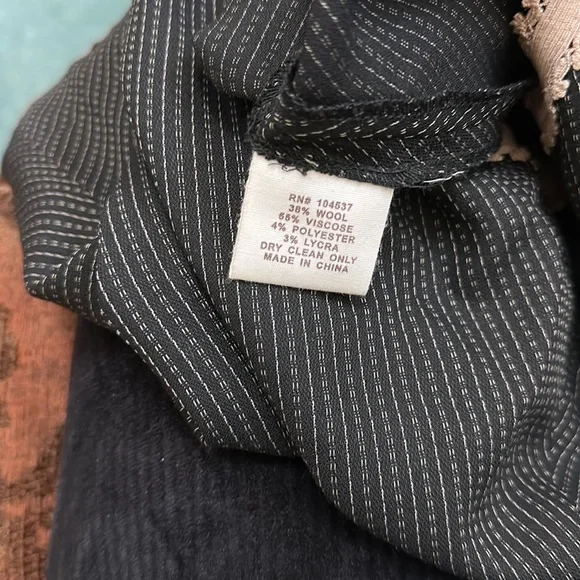 RN# 104537
38% WOOL
55% VISCOSE
4% POLYESTER
3% LYCRA
DRY CLEAN ONLY
MADE IN CHINA